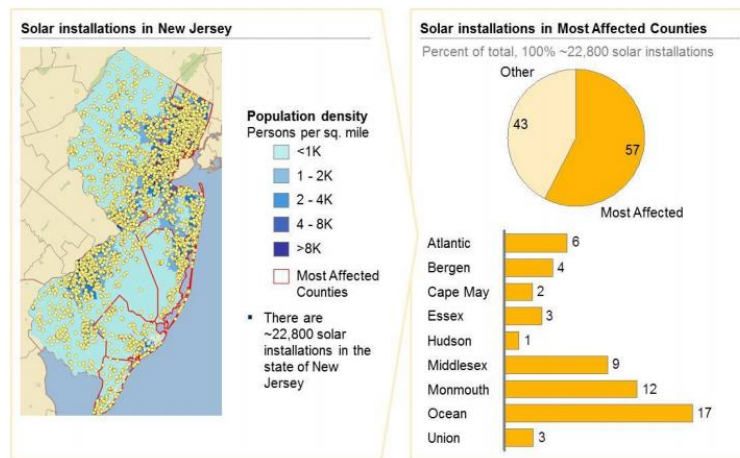 Solar installations in New Jersey
Population density
Persons per sq. mile
<1K
1 - 2K
2 - 4K
4 - 8K
>8K
Most Affected
Counties
▪ There are
~22,800 solar
installations in the
state of New
Jersey
Solar installations in Most Affected Counties
Percent of total, 100% ~22,800 solar installations
Other
43
57
Most Affected
Atlantic 6
Bergen 4
Cape May 2
Essex 3
Hudson 1
Middlesex 9
Monmouth 12
Ocean 17
Union 3